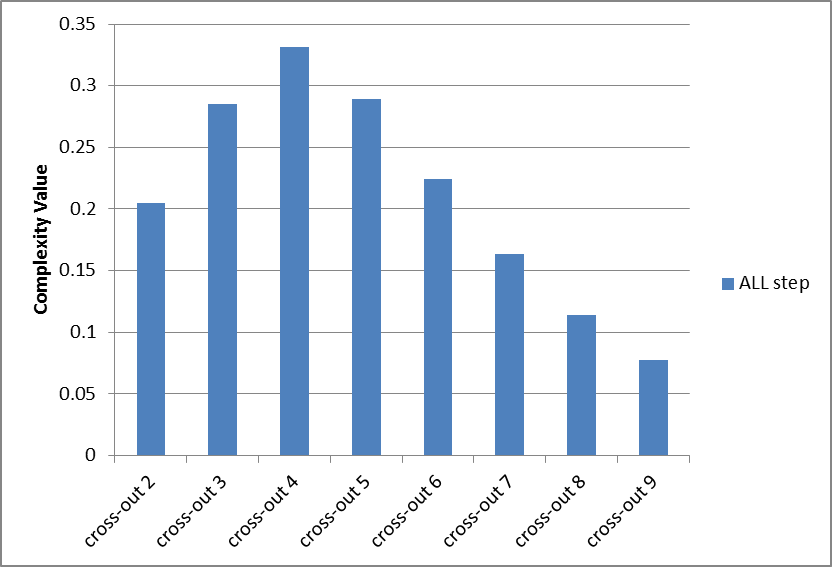 0.35
0.3
0.25
0.2
0.15
0.1
0.05
0
Complexity Value
cross-out 2
cross-out 3
cross-out 4
cross-out 5
cross-out 6
cross-out 7
cross-out 8
cross-out 9
ALL step